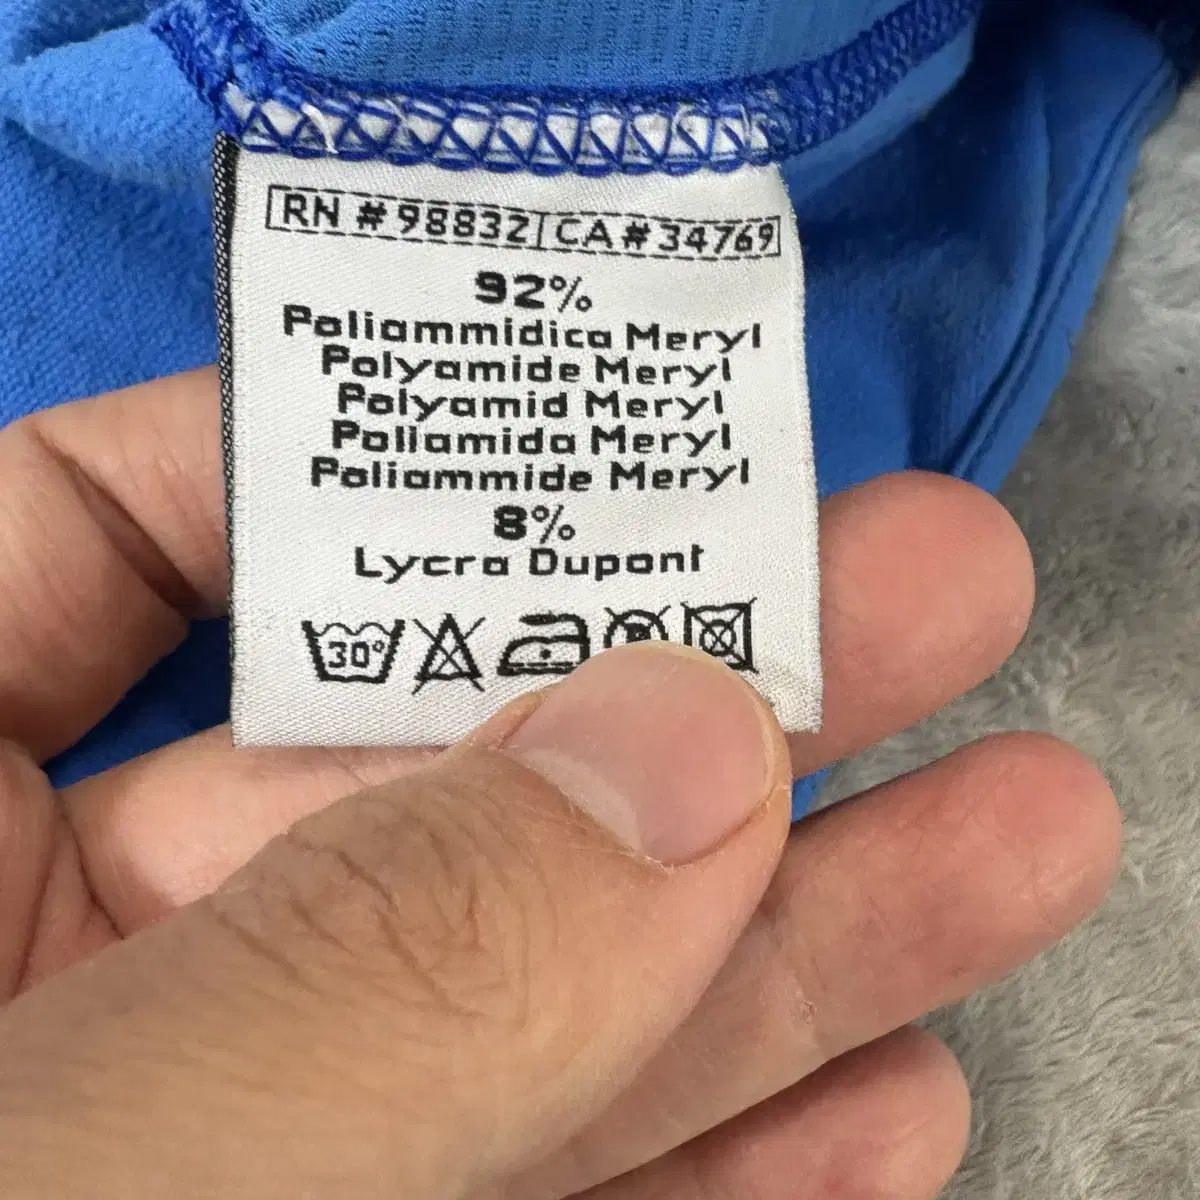 RN #98832 CA#34769
92%
Poliammidica Meryl
Polyamide Meryl
Polyamid Meryl
Poliamida Meryl
Poliammide Meryl
8%
Lycra Dupont
30°